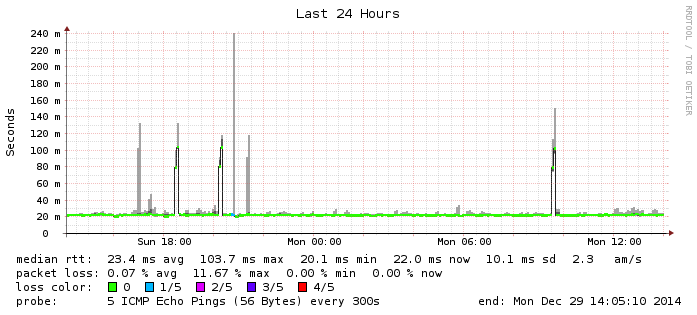 Last 24 Hours
RRDTOOL / TOBI OETIKER
Seconds
240 m
220 m
200 m
180 m
160 m
140 m
120 m
100 m
80 m
60 m
40 m
20 m
0
Sun 18:00 Mon 00:00 Mon 06:00 Mon 12:00
median rtt: 23.4 ms avg 103.7 ms max 20.1 ms min 22.0 ms now 10.1 ms sd 2.3 am/s
packet loss: 0.07 % avg 11.67 % max 0.00 % min 0.00 % now
loss color: 0 1/5 2/5 3/5 4/5
probe: 5 ICMP Echo Pings (56 Bytes) every 300s end: Mon Dec 29 14:05:10 2014